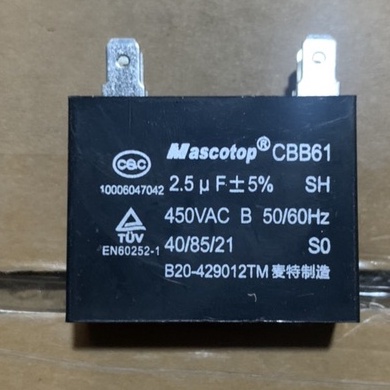 Mascotop® CBB61
CQC
10006047042
2.5 μF±5% SH
450VAC B 50/60Hz
TÜV
EN60252-1
40/85/21 S0
B20-429012TM 麦特制造